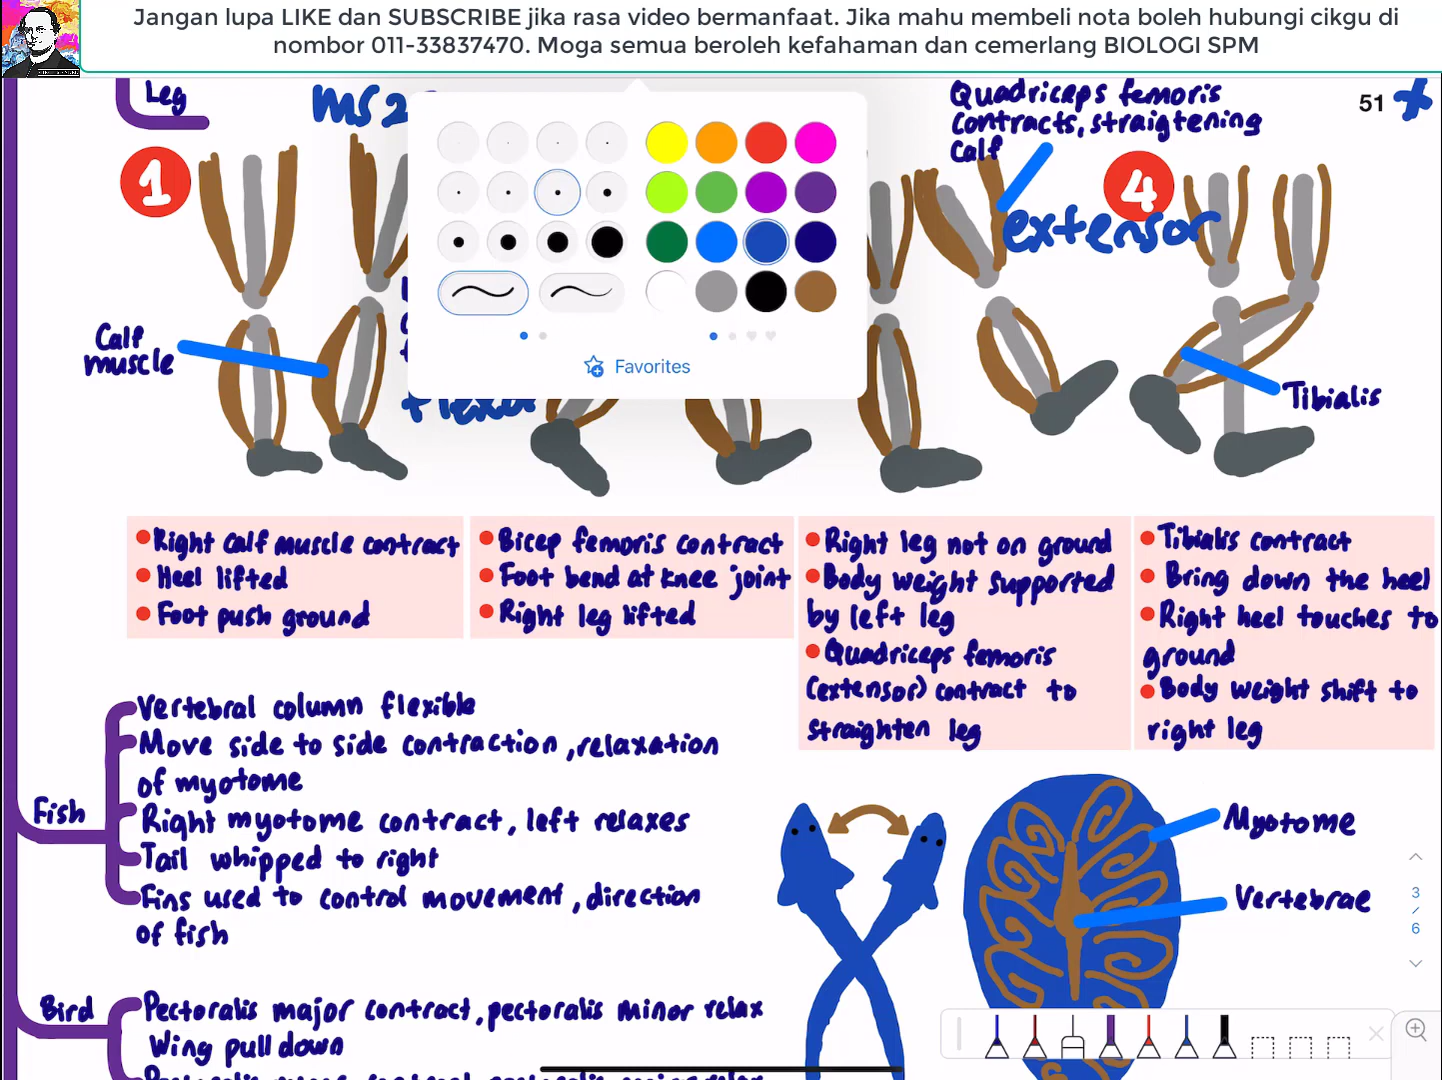 Jangan lupa LIKE dan SUBSCRIBE jika rasa video bermanfaat. Jika mahu membeli nota boleh hubungi cikgu di
nombor 011-33837470. Moga semua beroleh kefahaman dan cemerlang BIOLOGI SPM
Leg
ms 2
Quadriceps femoris
contracts, straigtening
calf
51
1
4
extensor
Calf
muscle
flexor
Favorites
Tibialis
Right calf muscle contract
Heel lifted
Foot push ground
Bicep femoris contract
Foot bend at knee joint
Right leg lifted
Right leg not on ground
Body weight supported
by left leg
Quadriceps femoris
(extensor) contract to
straighten leg
Tibialis contract
Bring down the heel
Right heel touches to
ground
Body weight shift to
right leg
Fish
Vertebral column flexible
Move side to side contraction, relaxation
of myotome
Right myotome contract, left relaxes
Tail whipped to right
Fins used to control movement, direction
of fish
Myotome
Vertebrae
3
/
6
Bird
Pectoralis major contract, pectoralis minor relax
Wing pull down